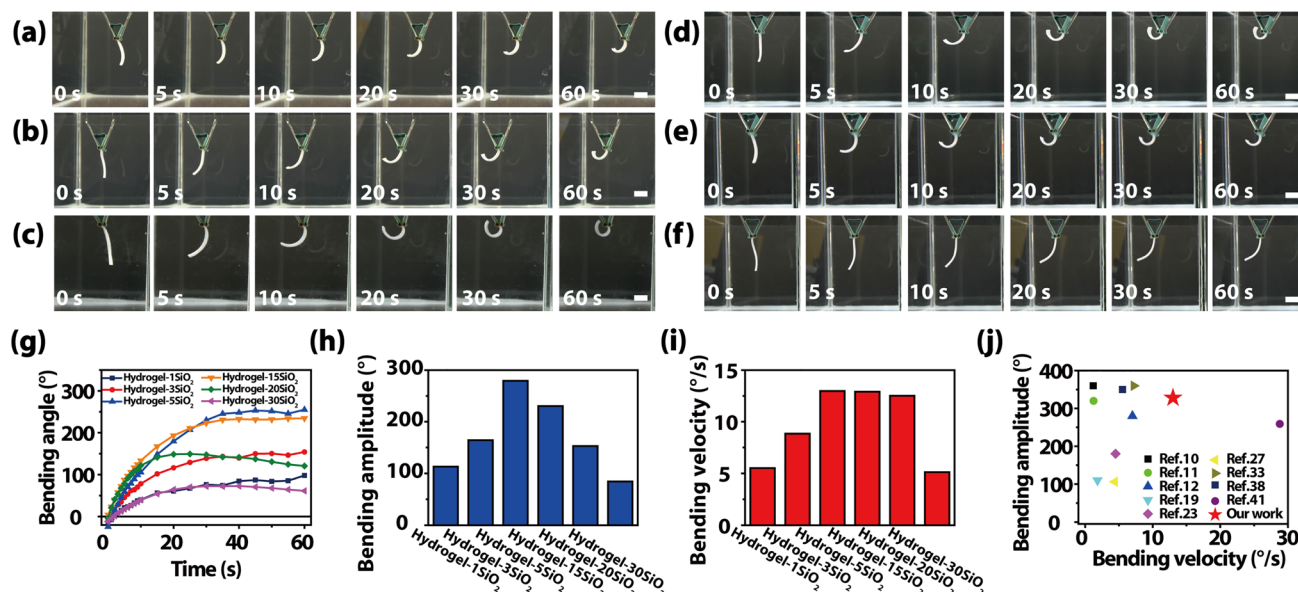 (a)
0 s 5 s 10 s 20 s 30 s 60 s
(d)
0 s 5 s 10 s 20 s 30 s 60 s
(b)
0 s 5 s 10 s 20 s 30 s 60 s
(e)
0 s 5 s 10 s 20 s 30 s 60 s
(c)
0 s 5 s 10 s 20 s 30 s 60 s
(f)
0 s 5 s 10 s 20 s 30 s 60 s
(g)
Bending angle (°)
300
200
100
0
Hydrogel-1SiO₂
Hydrogel-3SiO₂
Hydrogel-5SiO₂
Hydrogel-15SiO₂
Hydrogel-20SiO₂
Hydrogel-30SiO₂
0 20 40 60
Time (s)
(h)
Bending amplitude (°)
300
200
100
0
Hydrogel-1SiO₂
Hydrogel-3SiO₂
Hydrogel-5SiO₂
Hydrogel-15SiO₂
Hydrogel-20SiO₂
Hydrogel-30SiO₂
(i)
Bending velocity (°/s)
15
10
5
0
Hydrogel-1SiO₂
Hydrogel-3SiO₂
Hydrogel-5SiO₂
Hydrogel-15SiO₂
Hydrogel-20SiO₂
Hydrogel-30SiO₂
(j)
Bending amplitude (°)
400
300
200
100
0
Ref.10
Ref.11
Ref.12
Ref.19
Ref.23
Ref.27
Ref.33
Ref.38
Ref.41
Our work
0 10 20 30
Bending velocity (°/s)